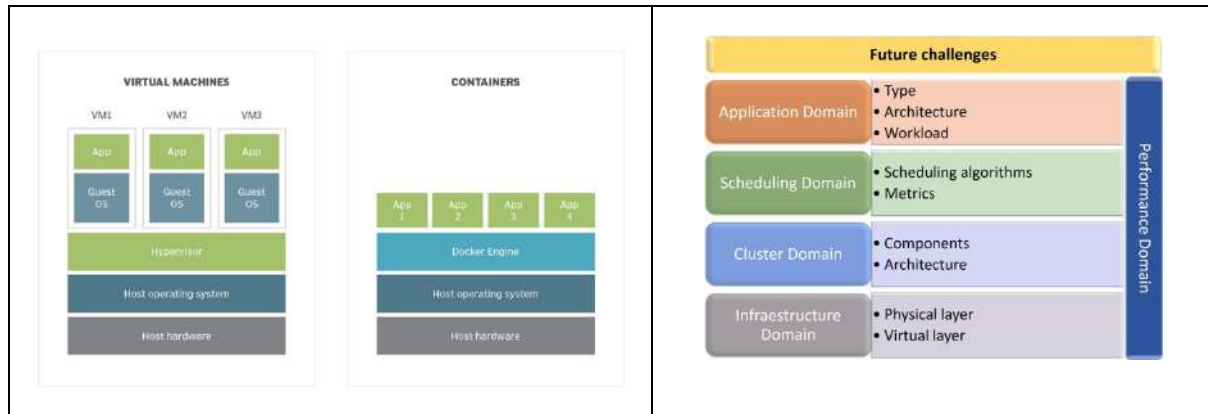 VIRTUAL MACHINES
VM1
VM2
VM3
App
App
App
Guest
OS
Guest
OS
Guest
OS
Hypervisor
Host operating system
Host hardware
CONTAINERS
App
1
App
2
App
3
App
4
Docker Engine
Host operating system
Host hardware
Future challenges
Application Domain
• Type
• Architecture
• Workload
Scheduling Domain
• Scheduling algorithms
• Metrics
Cluster Domain
• Components
• Architecture
Infraestructure
Domain
• Physical layer
• Virtual layer
Performance Domain